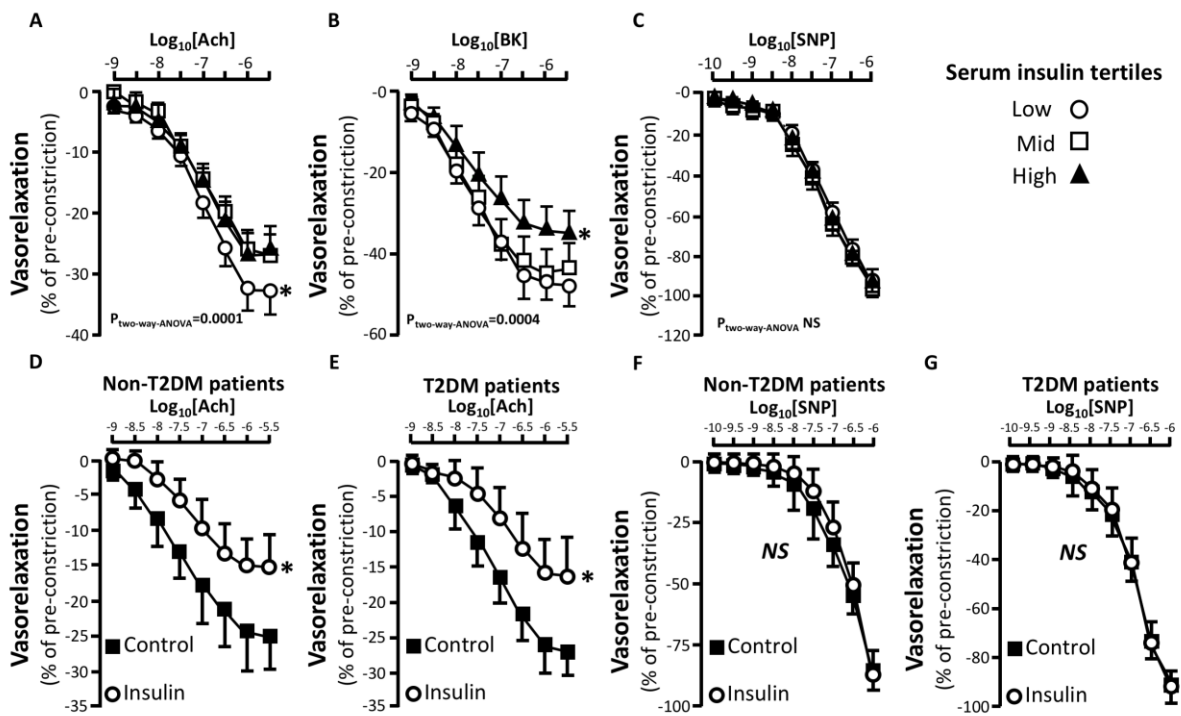 A
Log10[Ach]
-9 -8 -7 -6
0
-10
-20
-30
-40
Vasorelaxation
(% of pre-constriction)
*
Ptwo-way-ANOVA=0.0001
B
Log10[BK]
-9 -8 -7 -6
-0
-20
-40
-60
Vasorelaxation
(% of pre-constriction)
*
Ptwo-way-ANOVA=0.0004
C
Log10[SNP]
-10 -9 -8 -7 -6
0
-20
-40
-60
-80
-100
-120
Vasorelaxation
(% of pre-constriction)
Ptwo-way-ANOVA NS
Serum insulin tertiles
Low
Mid
High
D
Non-T2DM patients
Log10[Ach]
-9 -8.5 -8 -7.5 -7 -6.5 -6 -5.5
0
-5
-10
-15
-20
-25
-30
-35
Vasorelaxation
(% of pre-constriction)
*
Control
Insulin
E
T2DM patients
Log10[Ach]
-9 -8.5 -8 -7.5 -7 -6.5 -6 -5.5
0
-5
-10
-15
-20
-25
-30
-35
Vasorelaxation
(% of pre-constriction)
*
Control
Insulin
F
Non-T2DM patients
Log10[SNP]
-10 -9.5 -9 -8.5 -8 -7.5 -7 -6.5 -6
0
-25
-50
-75
-100
Vasorelaxation
(% of pre-constriction)
NS
Control
Insulin
G
T2DM patients
Log10[SNP]
-10 -9.5 -9 -8.5 -8 -7.5 -7 -6.5 -6
0
-20
-40
-60
-80
-100
Vasorelaxation
(% of pre-constriction)
NS
Control
Insulin